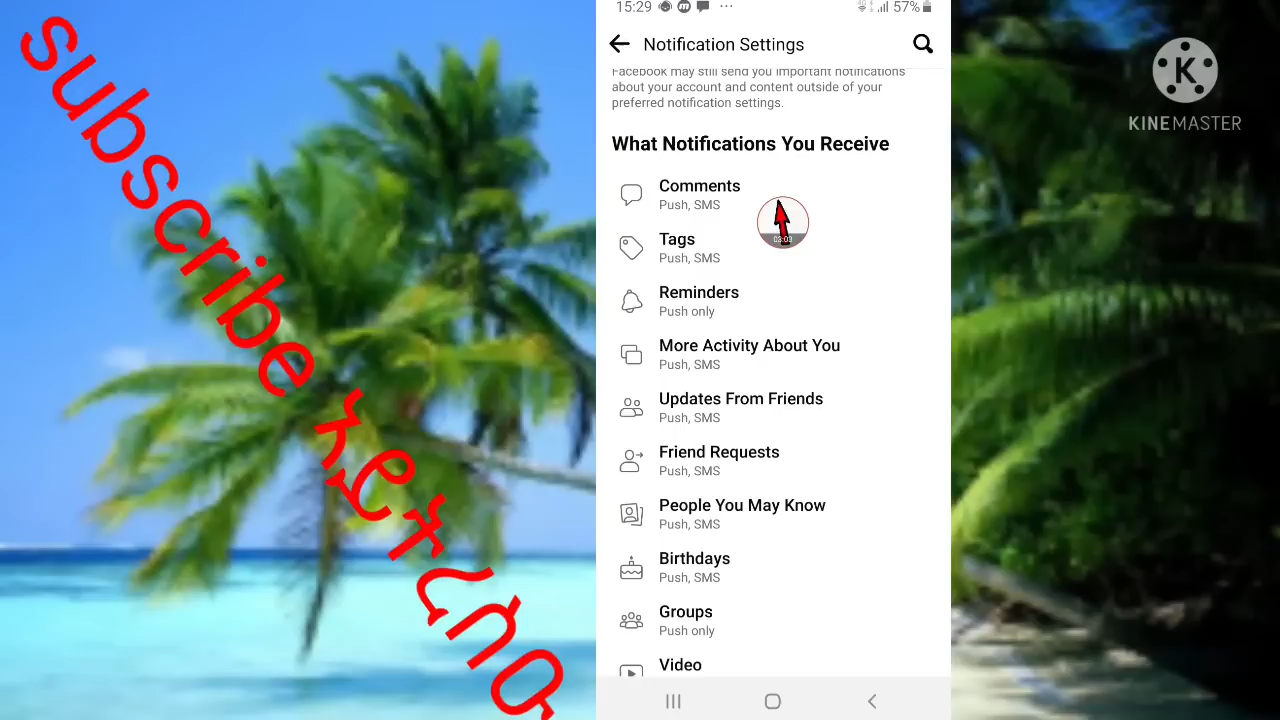 subscribe
15:29
57%
Notification Settings
Facebook may still send you important notifications
about your account and content outside of your
preferred notification settings.
What Notifications You Receive
Comments
Push, SMS
03:03
Tags
Push, SMS
Reminders
Push only
More Activity About You
Push, SMS
Updates From Friends
Push, SMS
Friend Requests
Push, SMS
People You May Know
Push, SMS
Birthdays
Push, SMS
Groups
Push only
Video
K
KINEMASTER